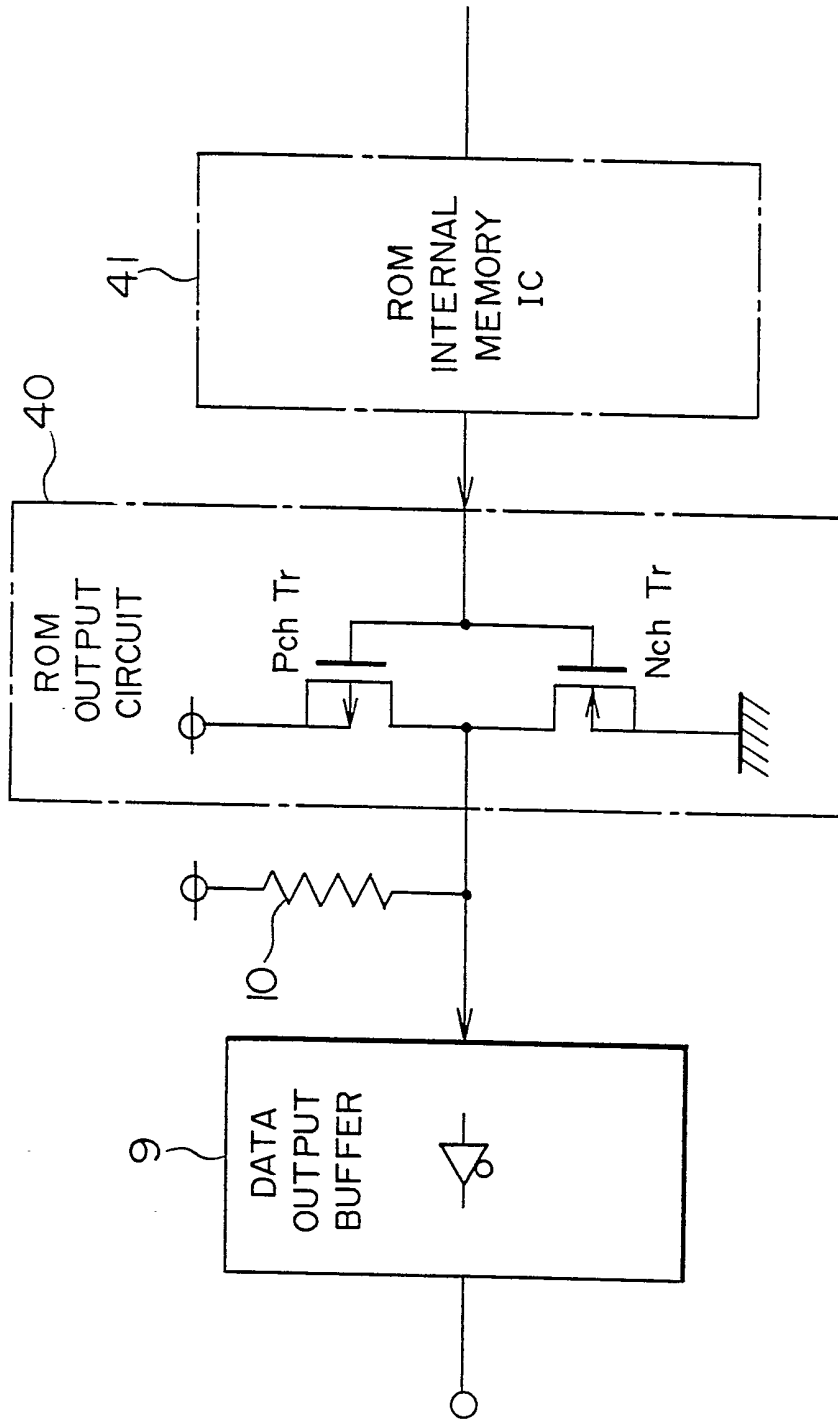 41
ROM
INTERNAL
MEMORY
IC
40
ROM
OUTPUT
CIRCUIT
Pch Tr
Nch Tr
10
9
DATA
OUTPUT
BUFFER